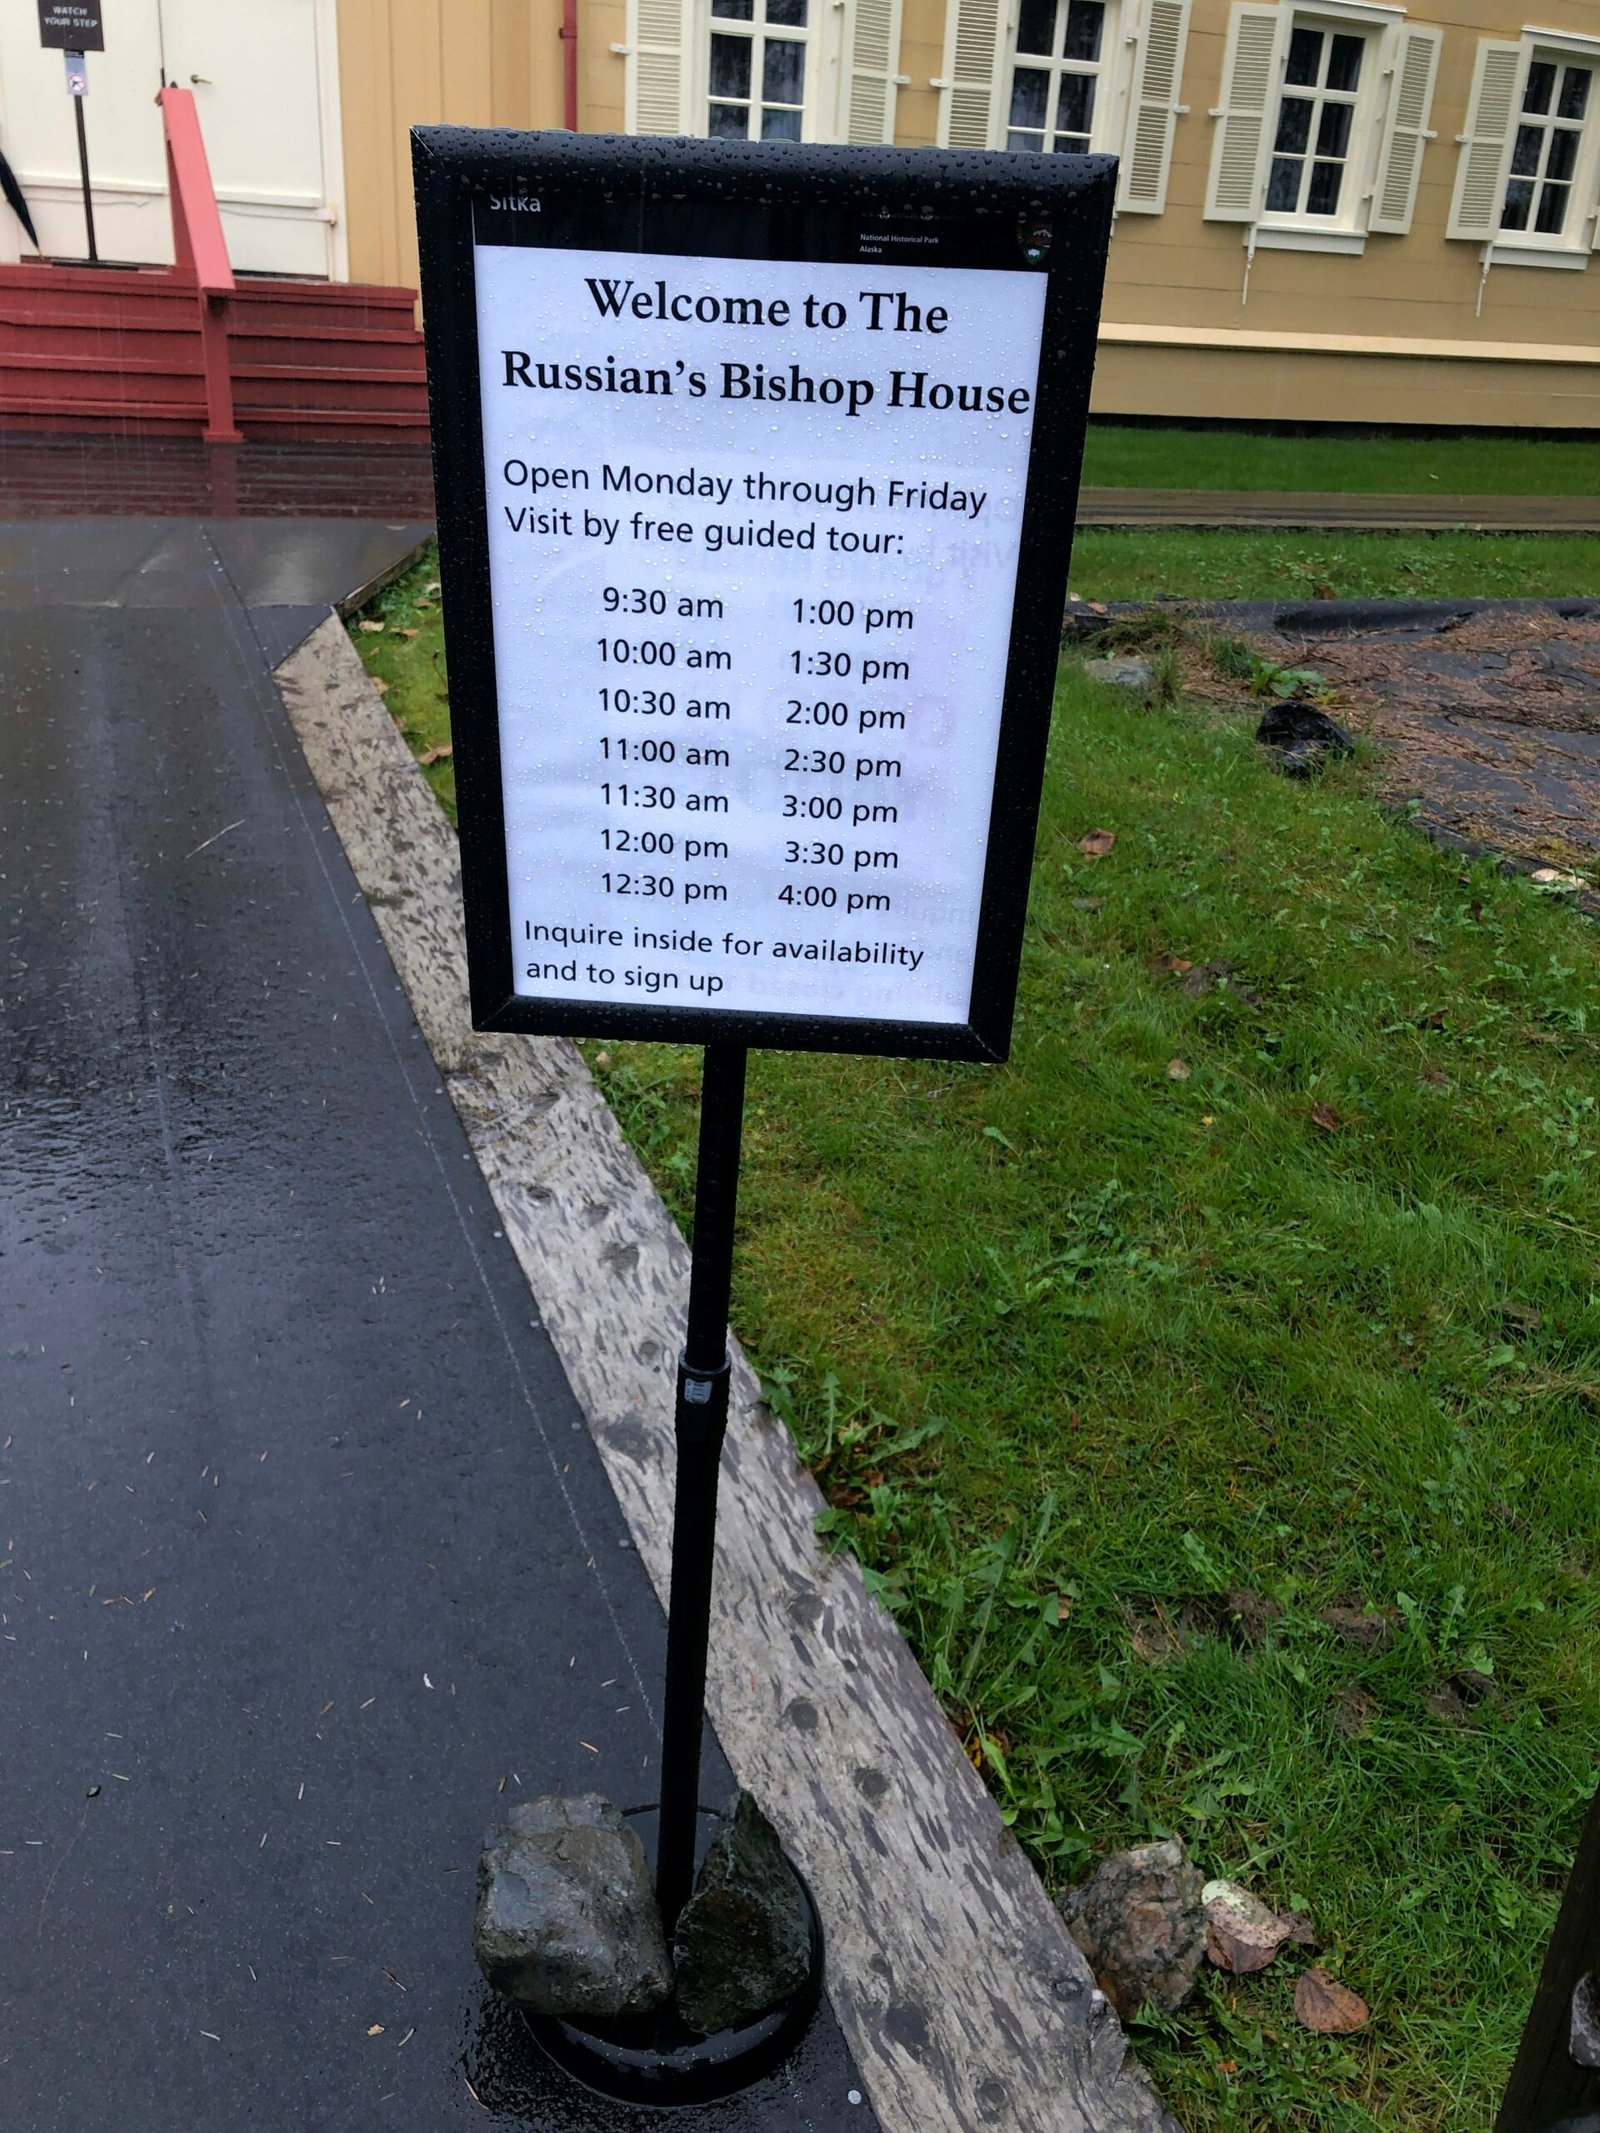 WATCH
YOUR STEP
Sitka
National Historical Park
Alaska
Welcome to The
Russian's Bishop House
Open Monday through Friday
Visit by free guided tour:
9:30 am 1:00 pm
10:00 am 1:30 pm
10:30 am 2:00 pm
11:00 am 2:30 pm
11:30 am 3:00 pm
12:00 pm 3:30 pm
12:30 pm 4:00 pm
Inquire inside for availability
and to sign up